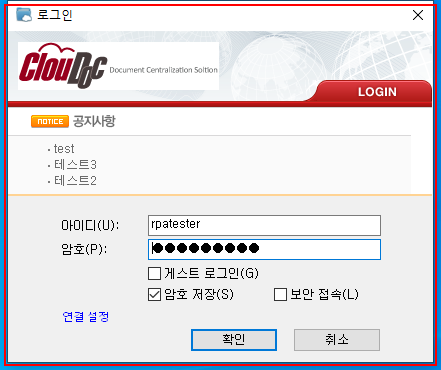 로그인
ClouDoc Document Centralization Soltion
LOGIN
NOTICE 공지사항
test
테스트3
테스트2
아이디(U): rpatester
암호(P): ●●●●●●●●●
게스트 로그인(G)
암호 저장(S) 보안 접속(L)
연결 설정
확인 취소